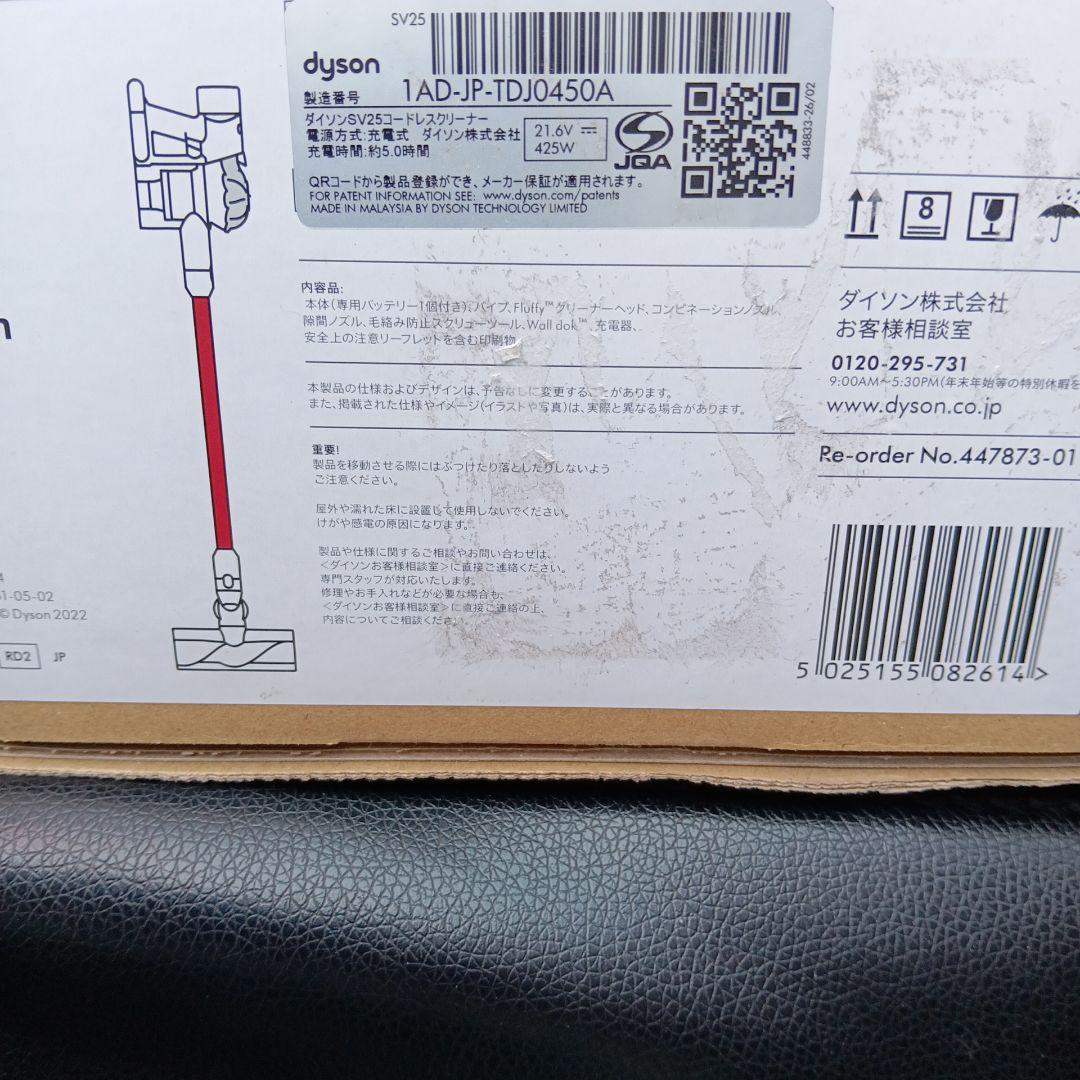 SV25
dyson
製造番号 1AD-JP-TDJ0450A
ダイソンSV25コードレスクリーナー
電源方式:充電式 ダイソン株式会社
充電時間:約5.0時間
21.6V
425W
JQA
448833-26/02
QRコードから製品登録ができ、メーカー保証が適用されます。
FOR PATENT INFORMATION SEE: www.dyson.com/patents
MADE IN MALAYSIA BY DYSON TECHNOLOGY LIMITED
8
内容品:
本体(専用バッテリー1個付き)、パイプ、Fluffy™クリーナーヘッド、コンビネーションノズル、
隙間ノズル、毛絡み防止スクリューツール、Wall dok™、充電器、
安全上の注意リーフレットを含む印刷物
本製品の仕様およびデザインは、予告なしに変更することがあります。
また、掲載された仕様やイメージ(イラストや写真)は、実際と異なる場合があります。
重要!
製品を移動させる際にはぶつけたり落としたりしないよう
ご注意ください。
屋外や濡れた床に設置して使用しないでください。
けがや感電の原因になります。
製品や仕様に関するご相談やお問い合わせは、
<ダイソンお客様相談室>に直接ご連絡ください。
専門スタッフが対応いたします。
修理やお手入れなどが必要な場合も、
<ダイソンお客様相談室>に直接ご連絡の上、
内容についてご相談ください。
ダイソン株式会社
お客様相談室
0120-295-731
9:00AM~5:30PM(年末年始等の特別休暇を
www.dyson.co.jp
Re-order No.447873-01
5 025155 082614 >
n
1-05-02
© Dyson 2022
RD2 JP